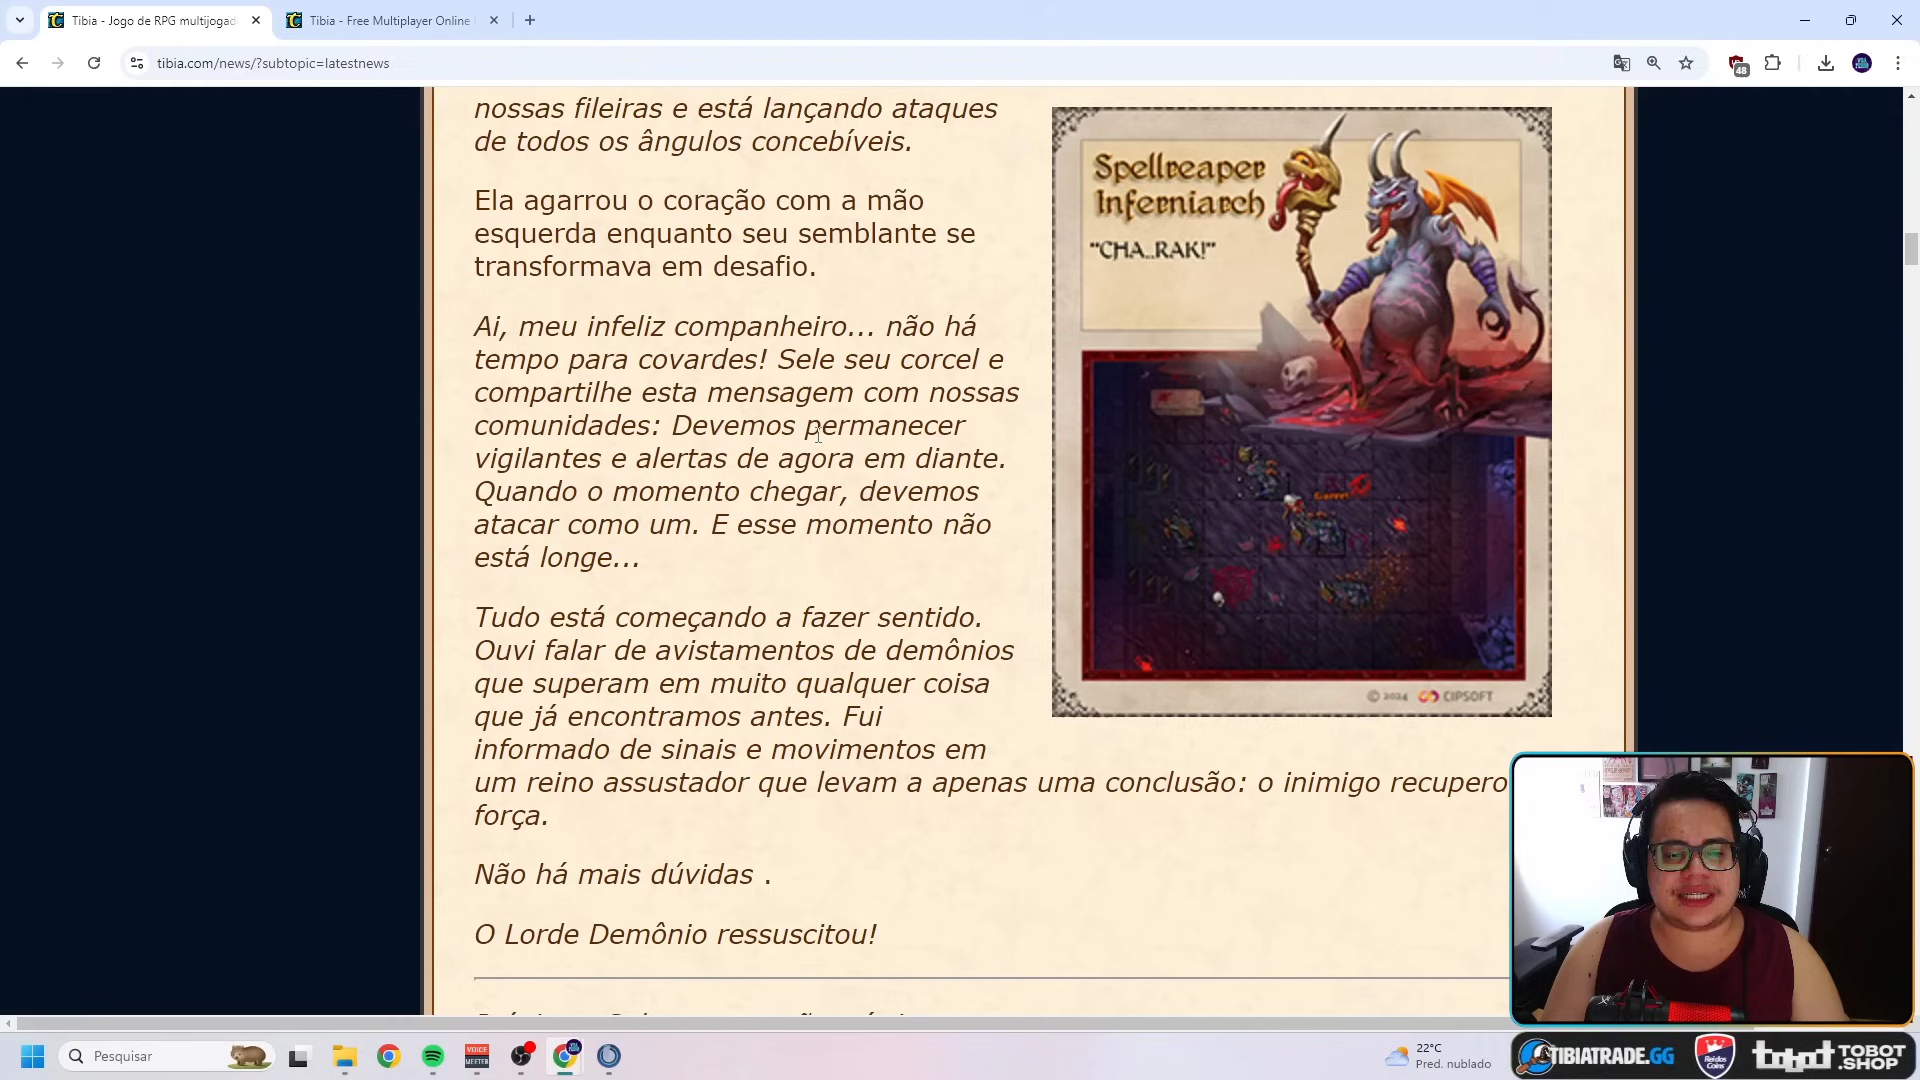 Tibia - Jogo de RPG multijogad
Tibia - Free Multiplayer Online
tibia.com/news/?subtopic=latestnews
48
nossas fileiras e está lançando ataques
de todos os ângulos concebíveis.
Ela agarrou o coração com a mão
esquerda enquanto seu semblante se
transformava em desafio.
Ai, meu infeliz companheiro... não há
tempo para covardes! Sele seu corcel e
compartilhe esta mensagem com nossas
comunidades: Devemos permanecer
vigilantes e alertas de agora em diante.
Quando o momento chegar, devemos
atacar como um. E esse momento não
está longe...
Tudo está começando a fazer sentido.
Ouvi falar de avistamentos de demônios
que superam em muito qualquer coisa
que já encontramos antes. Fui
informado de sinais e movimentos em
um reino assustador que levam a apenas uma conclusão: o inimigo recupero
força.
Não há mais dúvidas .
O Lorde Demônio ressuscitou!
Spellreaper
Inferniarch
"CHA..RAK!"
© 2024 CIPSOFT
Pesquisar
VOICE
MEETER
22°C
Pred. nublado
TIBIATRADE.GG
Rei dos
Coins
tobot
TOBOT
.SHOP